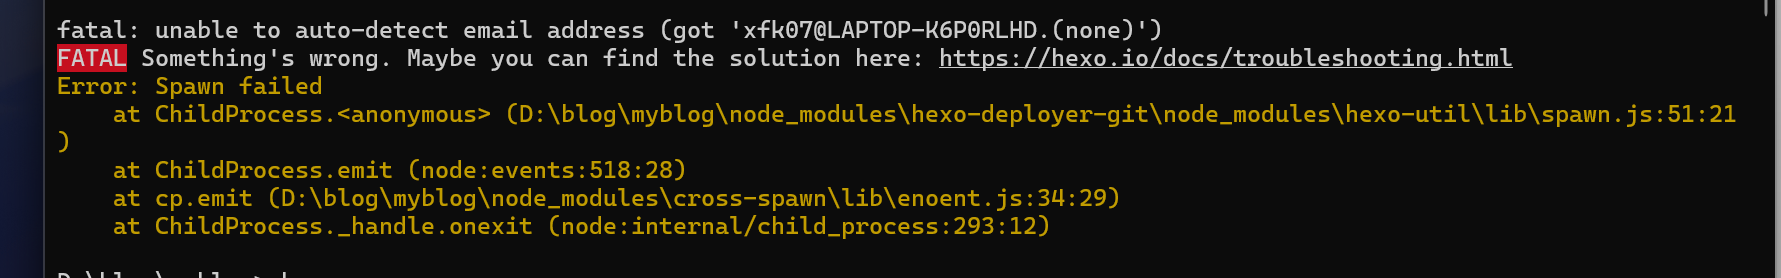 fatal: unable to auto-detect email address (got 'xfk07@LAPTOP-K6P0RLHD.(none)')
FATAL Something's wrong. Maybe you can find the solution here: https://hexo.io/docs/troubleshooting.html
Error: Spawn failed
    at ChildProcess.<anonymous> (D:\blog\myblog\node_modules\hexo-deployer-git\node_modules\hexo-util\lib\spawn.js:51:21
)
    at ChildProcess.emit (node:events:518:28)
    at cp.emit (D:\blog\myblog\node_modules\cross-spawn\lib\enoent.js:34:29)
    at ChildProcess._handle.onexit (node:internal/child_process:293:12)